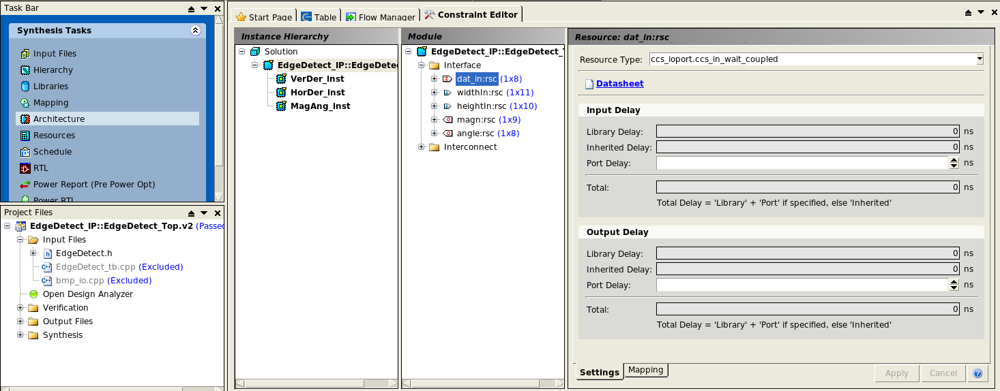 Task Bar
Synthesis Tasks
Input Files
Hierarchy
Libraries
Mapping
Architecture
Resources
Schedule
RTL
Power Report (Pre Power Opt)
Power RTL
Project Files
EdgeDetect_IP::EdgeDetect_Top.v2 (Passed
Input Files
EdgeDetect.h
EdgeDetect_tb.cpp (Excluded)
bmp_io.cpp (Excluded)
Open Design Analyzer
Verification
Output Files
Synthesis
Start Page
Table
Flow Manager
Constraint Editor
Instance Hierarchy
Solution
EdgeDetect_IP::EdgeDetec
VerDer_inst
HorDer_inst
MagAng_inst
Module
EdgeDetect_IP::EdgeDetect_T
Interface
dat_in:rsc (1x8)
widthIn:rsc (1x11)
heightIn:rsc (1x10)
magn:rsc (1x9)
angle:rsc (1x8)
Interconnect
Resource: dat_in:rsc
Resource Type: ccs_ioport.ccs_in_wait_coupled
Datasheet
Input Delay
Library Delay: 0 ns
Inherited Delay: 0 ns
Port Delay: ns
Total: 0 ns
Total Delay = 'Library' + 'Port' if specified, else 'Inherited'
Output Delay
Library Delay: 0 ns
Inherited Delay: 0 ns
Port Delay: ns
Total: 0 ns
Total Delay = 'Library' + 'Port' if specified, else 'Inherited'
Settings
Mapping
Apply
Cancel